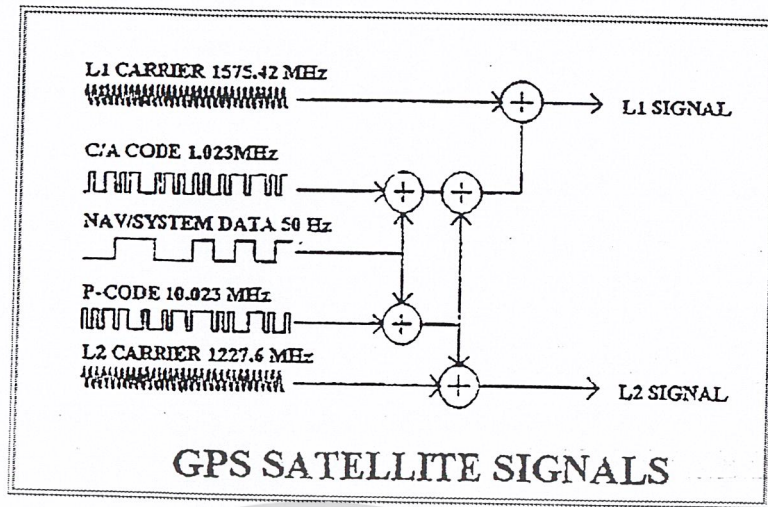 L1 CARRIER 1575.42 MHz
L1 SIGNAL
C/A CODE 1.023MHz
NAV/SYSTEM DATA 50 Hz
P-CODE 10.023 MHz
L2 CARRIER 1227.6 MHz
L2 SIGNAL
GPS SATELLITE SIGNALS